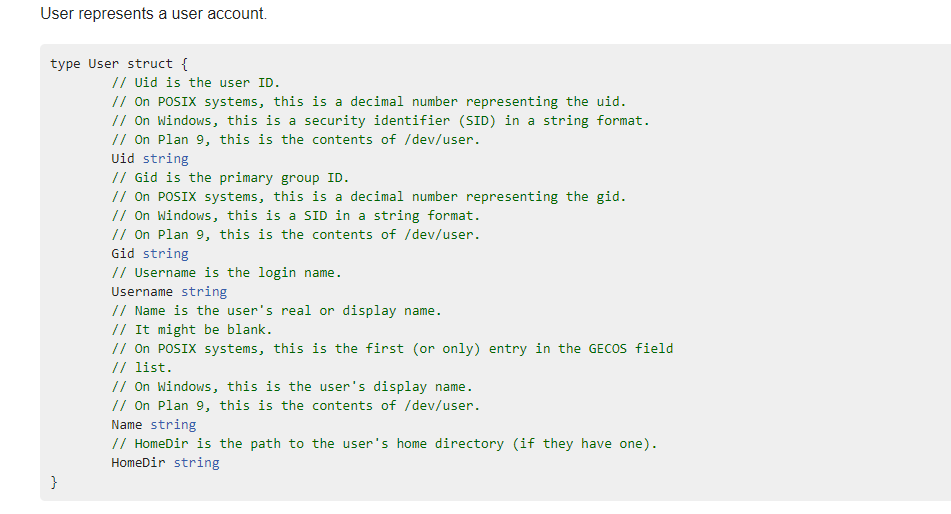 User represents a user account.
type User struct {
// Uid is the user ID.
// On POSIX systems, this is a decimal number representing the uid.
// On Windows, this is a security identifier (SID) in a string format.
// On Plan 9, this is the contents of /dev/user.
Uid string
// Gid is the primary group ID.
// On POSIX systems, this is a decimal number representing the gid.
// On Windows, this is a SID in a string format.
// On Plan 9, this is the contents of /dev/user.
Gid string
// Username is the login name.
Username string
// Name is the user's real or display name.
// It might be blank.
// On POSIX systems, this is the first (or only) entry in the GECOS field
// list.
// On Windows, this is the user's display name.
// On Plan 9, this is the contents of /dev/user.
Name string
// HomeDir is the path to the user's home directory (if they have one).
HomeDir string
}